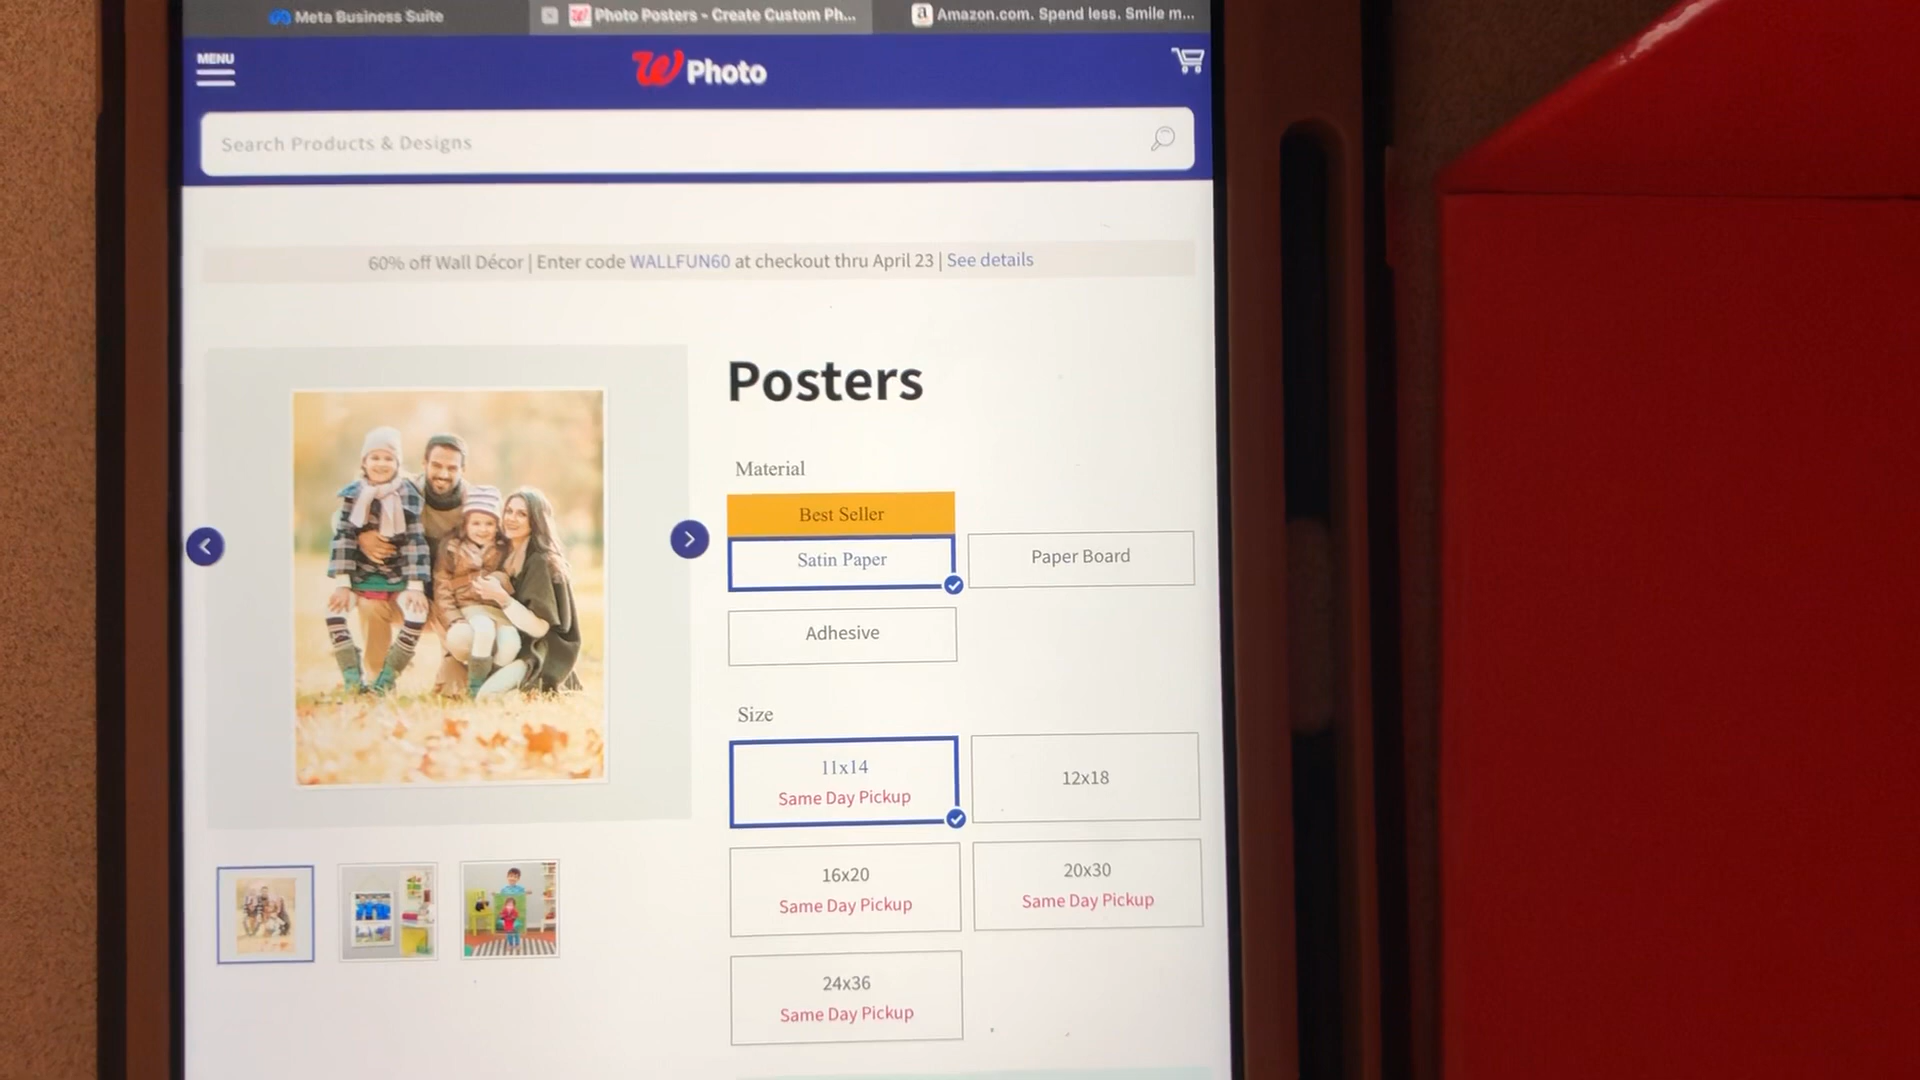 Meta Business Suite
Photo Posters - Create Custom Ph...
Amazon.com. Spend less. Smile m...
MENU
W Photo
Search Products & Designs
60% off Wall Décor | Enter code WALLFUN60 at checkout thru April 23 | See details
Posters
Material
Best Seller
Satin Paper
Paper Board
Adhesive
Size
11x14
Same Day Pickup
12x18
16x20
Same Day Pickup
20x30
Same Day Pickup
24x36
Same Day Pickup